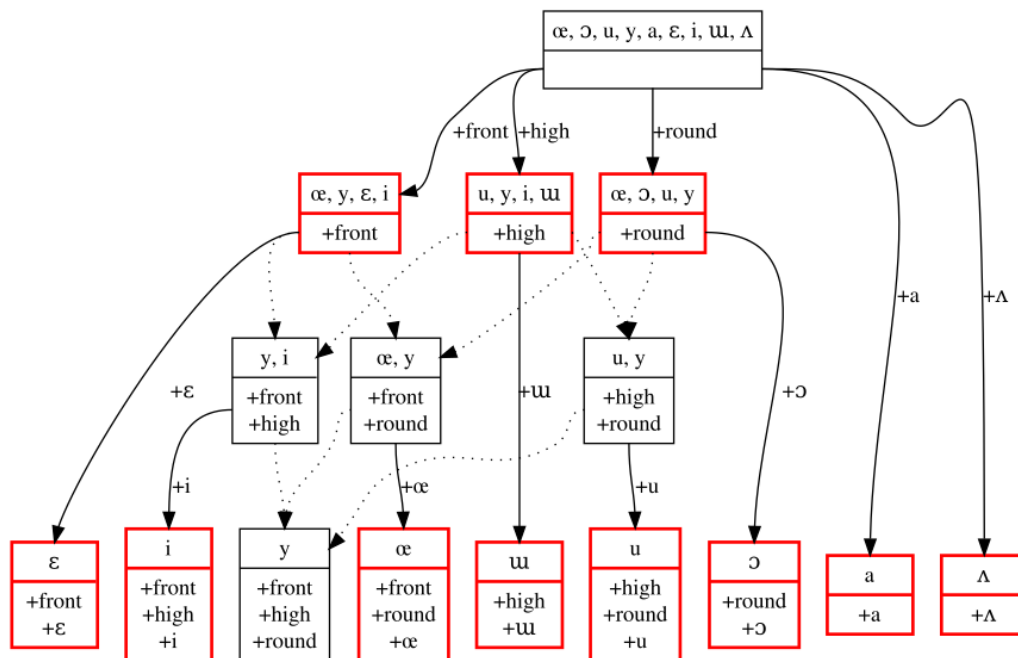 œ, ɔ, u, y, a, ɛ, i, ɯ, ʌ
+front
+high
+round
œ, y, ɛ, i
+front
u, y, i, ɯ
+high
œ, ɔ, u, y
+round
+a
+ʌ
y, i
+front
+high
œ, y
+front
+round
u, y
+high
+round
+ɛ
+ɯ
+ɔ
+i
+œ
+u
ɛ
+front
+ɛ
i
+front
+high
+i
y
+front
+high
+round
œ
+front
+round
+œ
ɯ
+high
+ɯ
u
+high
+round
+u
ɔ
+round
+ɔ
a
+a
ʌ
+ʌ